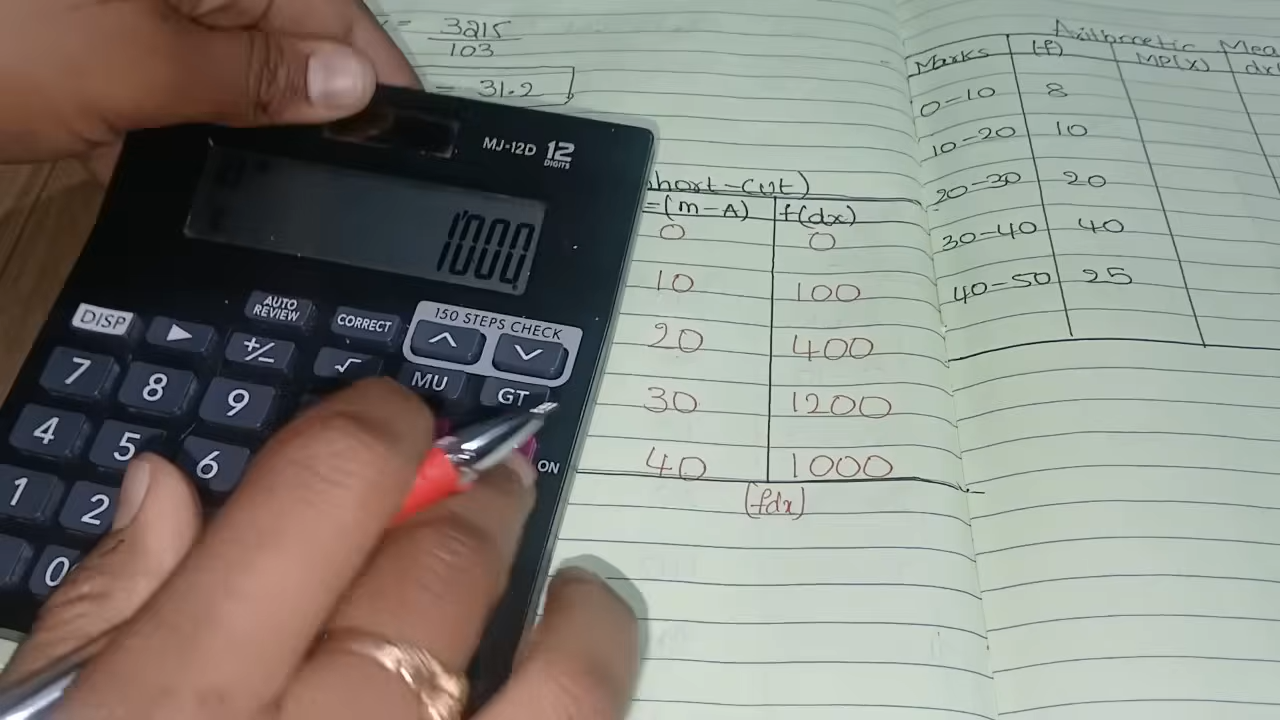 3215
103
= 31.2
MJ-12D 12
DIGITS
1000
AUTO REVIEW
CORRECT
150 STEPS CHECK
DISP
+/-
√
MU
GT
7 8 9
4 5 6
ON
1 2
0
hort-cut)
=(m-A) f(dx)
0 0
10 100
20 400
30 1200
40 1000
(fdx)
Arithmetic Mea
Marks (f) MP(x) dx
0-10 8
10-20 10
20-30 20
30-40 40
40-50 25